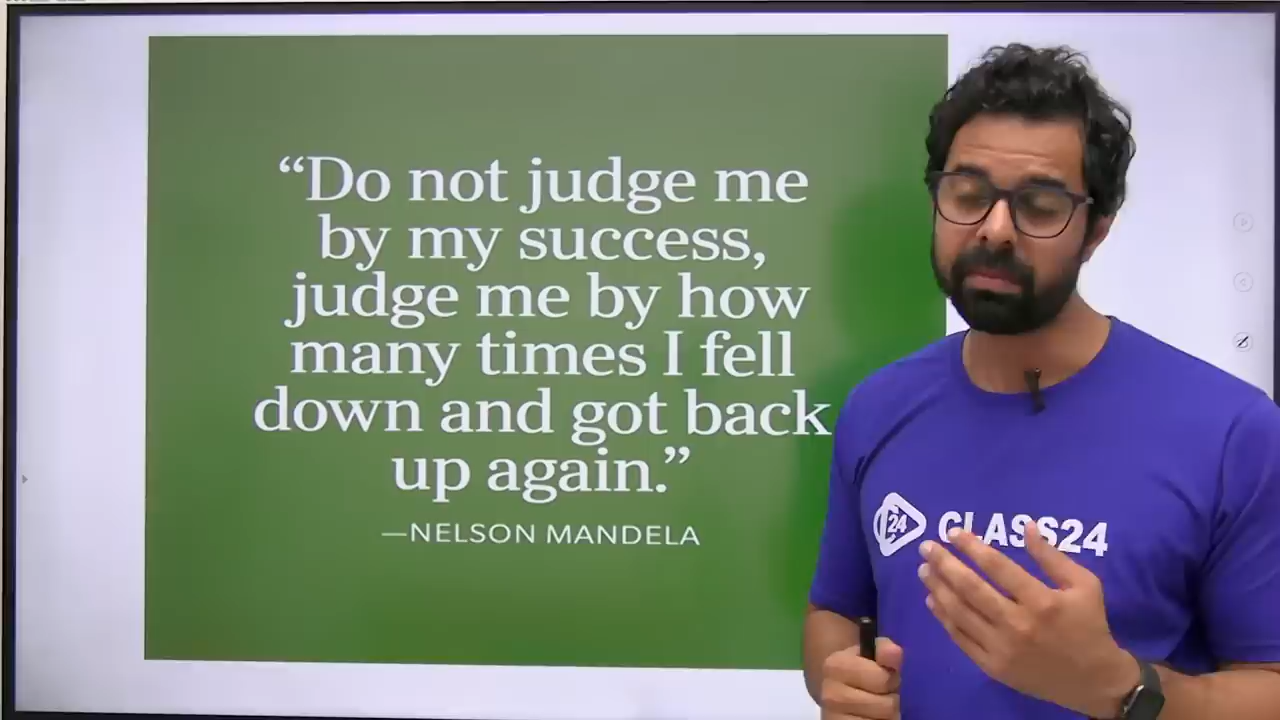 “Do not judge me
by my success,
judge me by how
many times I fell
down and got back
up again.”
—NELSON MANDELA
24 CLASS24